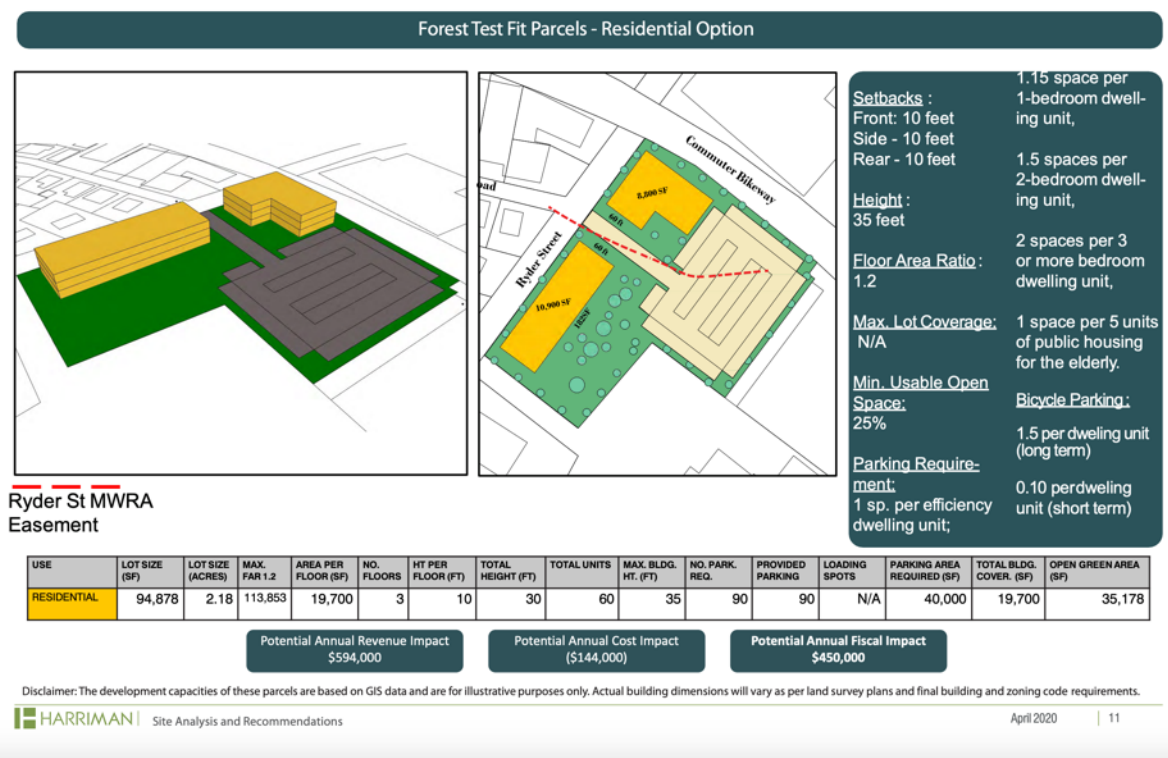 Forest Test Fit Parcels - Residential Option
oad
Ryder Street
Commuter Bikeway
8,800 SF
60 ft
60 ft
10,900 SF
182SF
Setbacks :
Front: 10 feet
Side - 10 feet
Rear - 10 feet
Height :
35 feet
Floor Area Ratio :
1.2
Max. Lot Coverage:
N/A
Min. Usable Open
Space:
25%
Parking Require-
ment:
1 sp. per efficiency
dwelling unit;
1.15 space per
1-bedroom dwell-
ing unit,
1.5 spaces per
2-bedroom dwell-
ing unit,
2 spaces per 3
or more bedroom
dwelling unit,
1 space per 5 units
of public housing
for the elderly.
Bicycle Parking :
1.5 per dweling unit
(long term)
0.10 perdweling
unit (short term)
Ryder St MWRA
Easement
USE LOT SIZE (SF) LOT SIZE (ACRES) MAX. FAR 1.2 AREA PER FLOOR (SF) NO. FLOORS HT PER FLOOR (FT) TOTAL HEIGHT (FT) TOTAL UNITS MAX. BLDG. HT. (FT) NO. PARK. REQ. PROVIDED PARKING LOADING SPOTS PARKING AREA REQUIRED (SF) TOTAL BLDG. COVER. (SF) OPEN GREEN AREA (SF)
RESIDENTIAL 94,878 2.18 113,853 19,700 3 10 30 60 35 90 90 N/A 40,000 19,700 35,178
Potential Annual Revenue Impact
$594,000
Potential Annual Cost Impact
($144,000)
Potential Annual Fiscal Impact
$450,000
Disclaimer: The development capacities of these parcels are based on GIS data and are for illustrative purposes only. Actual building dimensions will vary as per land survey plans and final building and zoning code requirements.
HARRIMAN Site Analysis and Recommendations April 2020 11